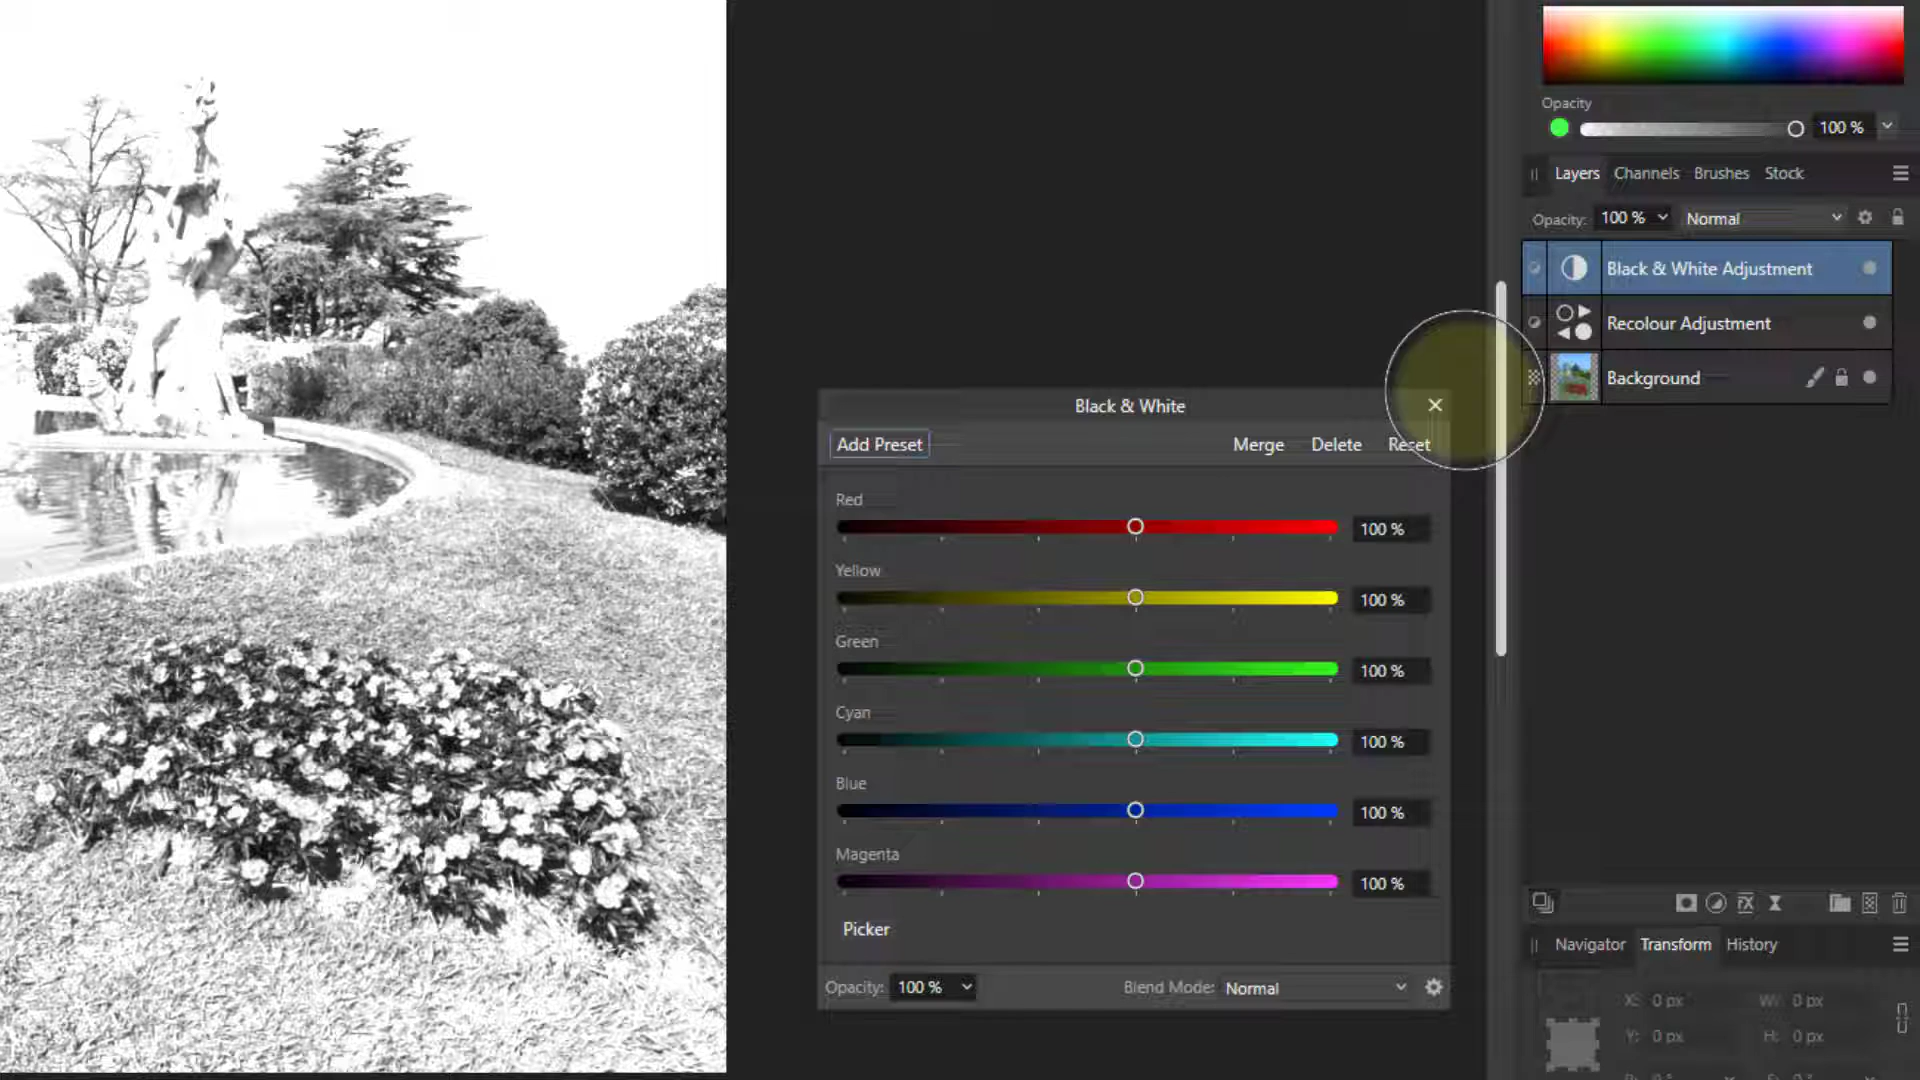 Opacity
100 %
Layers Channels Brushes Stock
Opacity: 100 % Normal
Black & White Adjustment
Recolour Adjustment
Background
Black & White
Add Preset Merge Delete Reset
Red
100 %
Yellow
100 %
Green
100 %
Cyan
100 %
Blue
100 %
Magenta
100 %
Picker
Opacity: 100 % Blend Mode: Normal
Navigator Transform History
X: 0 px W: 0 px
Y: 0 px H: 0 px